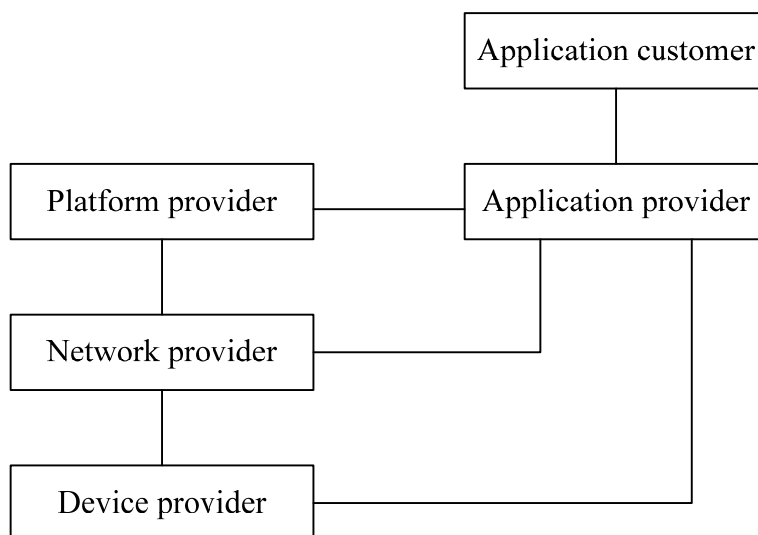 Application customer
Platform provider
Application provider
Network provider
Device provider